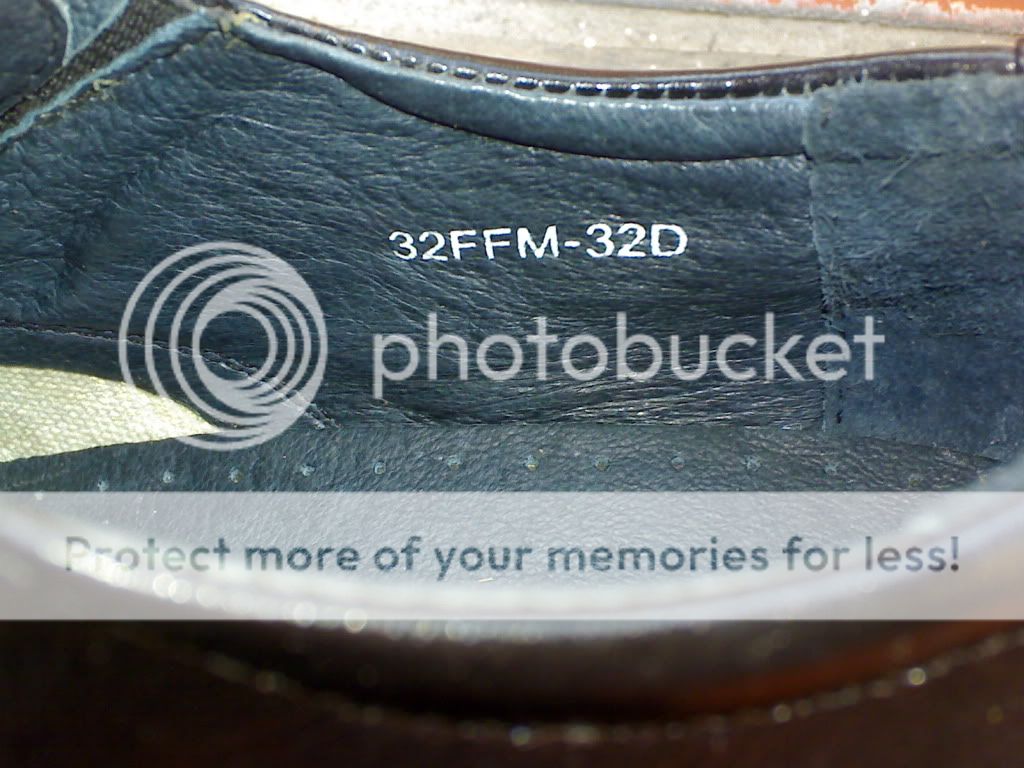 32FFM-32D
photobucket
Protect more of your memories for less!